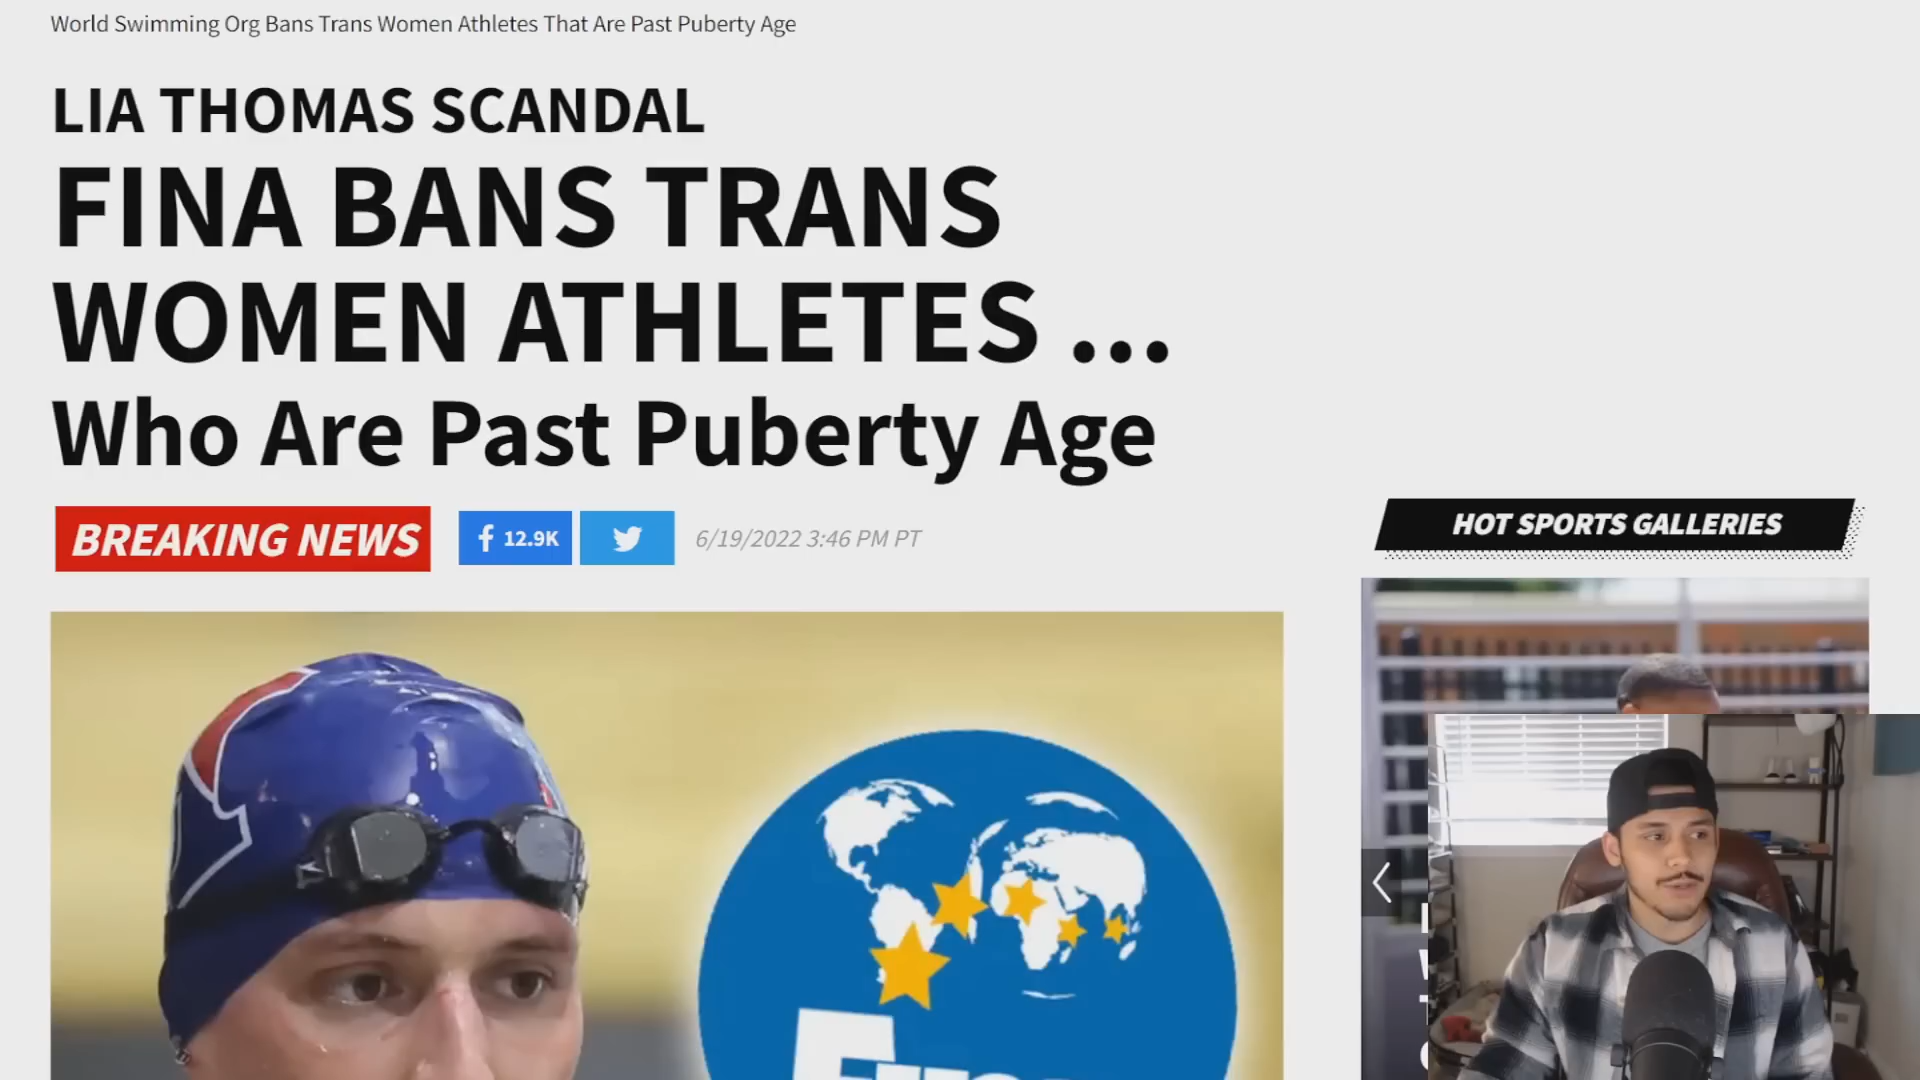 World Swimming Org Bans Trans Women Athletes That Are Past Puberty Age
LIA THOMAS SCANDAL
FINA BANS TRANS
WOMEN ATHLETES ...
Who Are Past Puberty Age
BREAKING NEWS
12.9K
6/19/2022 3:46 PM PT
HOT SPORTS GALLERIES